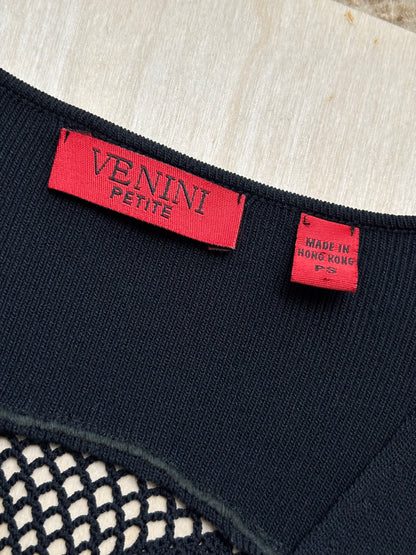 VENINI
PETITE
MADE IN
HONG KONG
PS